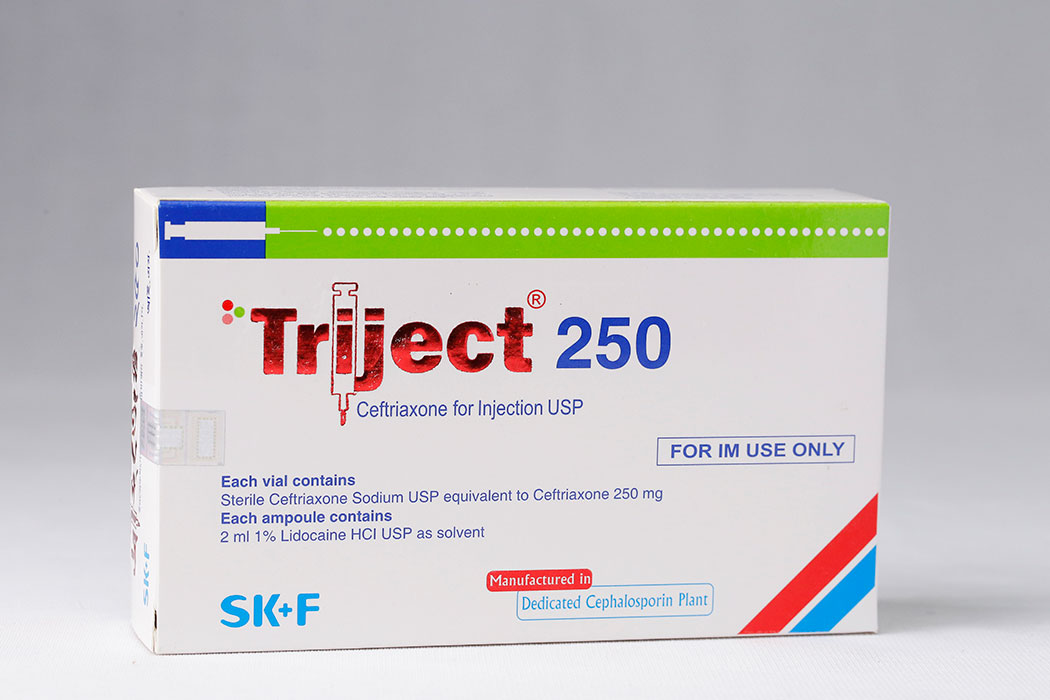 Triject® 250
Ceftriaxone for Injection USP
FOR IM USE ONLY
Each vial contains
Sterile Ceftriaxone Sodium USP equivalent to Ceftriaxone 250 mg
Each ampoule contains
2 ml 1% Lidocaine HCl USP as solvent
Manufactured in
Dedicated Cephalosporin Plant
SK+F
SK+F